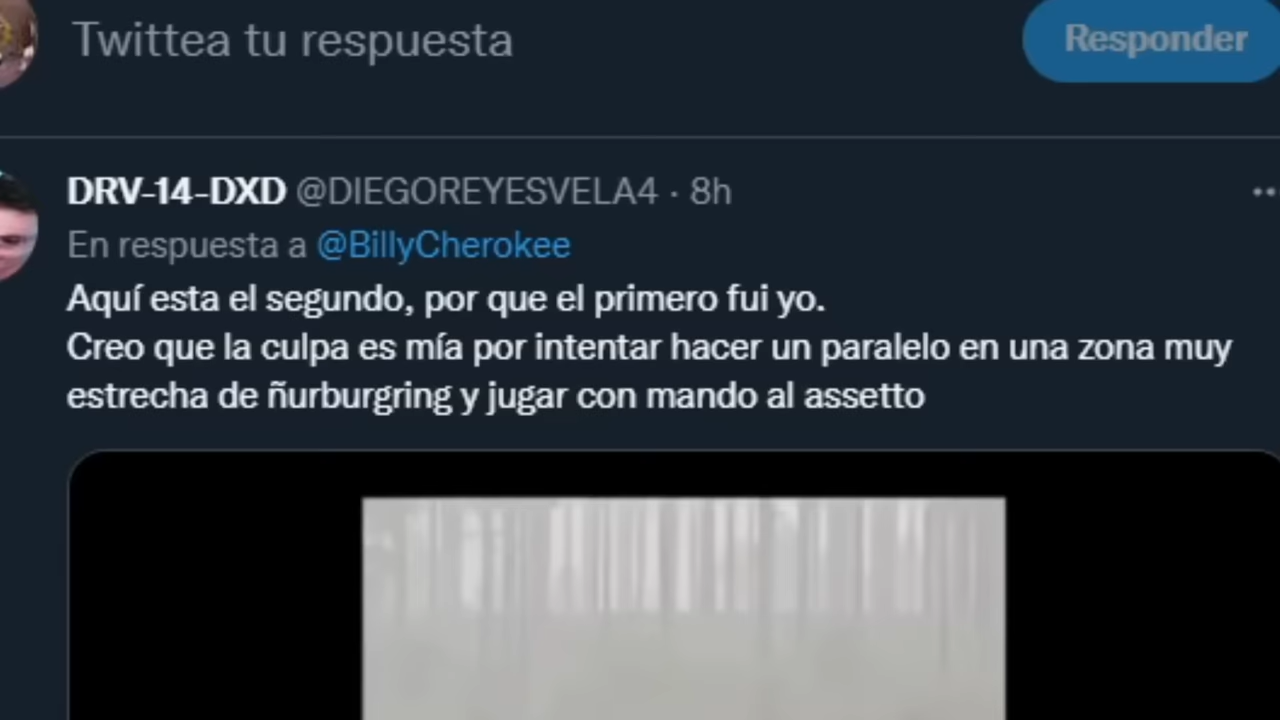 Twittea tu respuesta
Responder
DRV-14-DXD @DIEGOREYESVELA4 · 8h
En respuesta a @BillyCherokee
Aquí esta el segundo, por que el primero fui yo.
Creo que la culpa es mía por intentar hacer un paralelo en una zona muy
estrecha de ñurburgring y jugar con mando al assetto